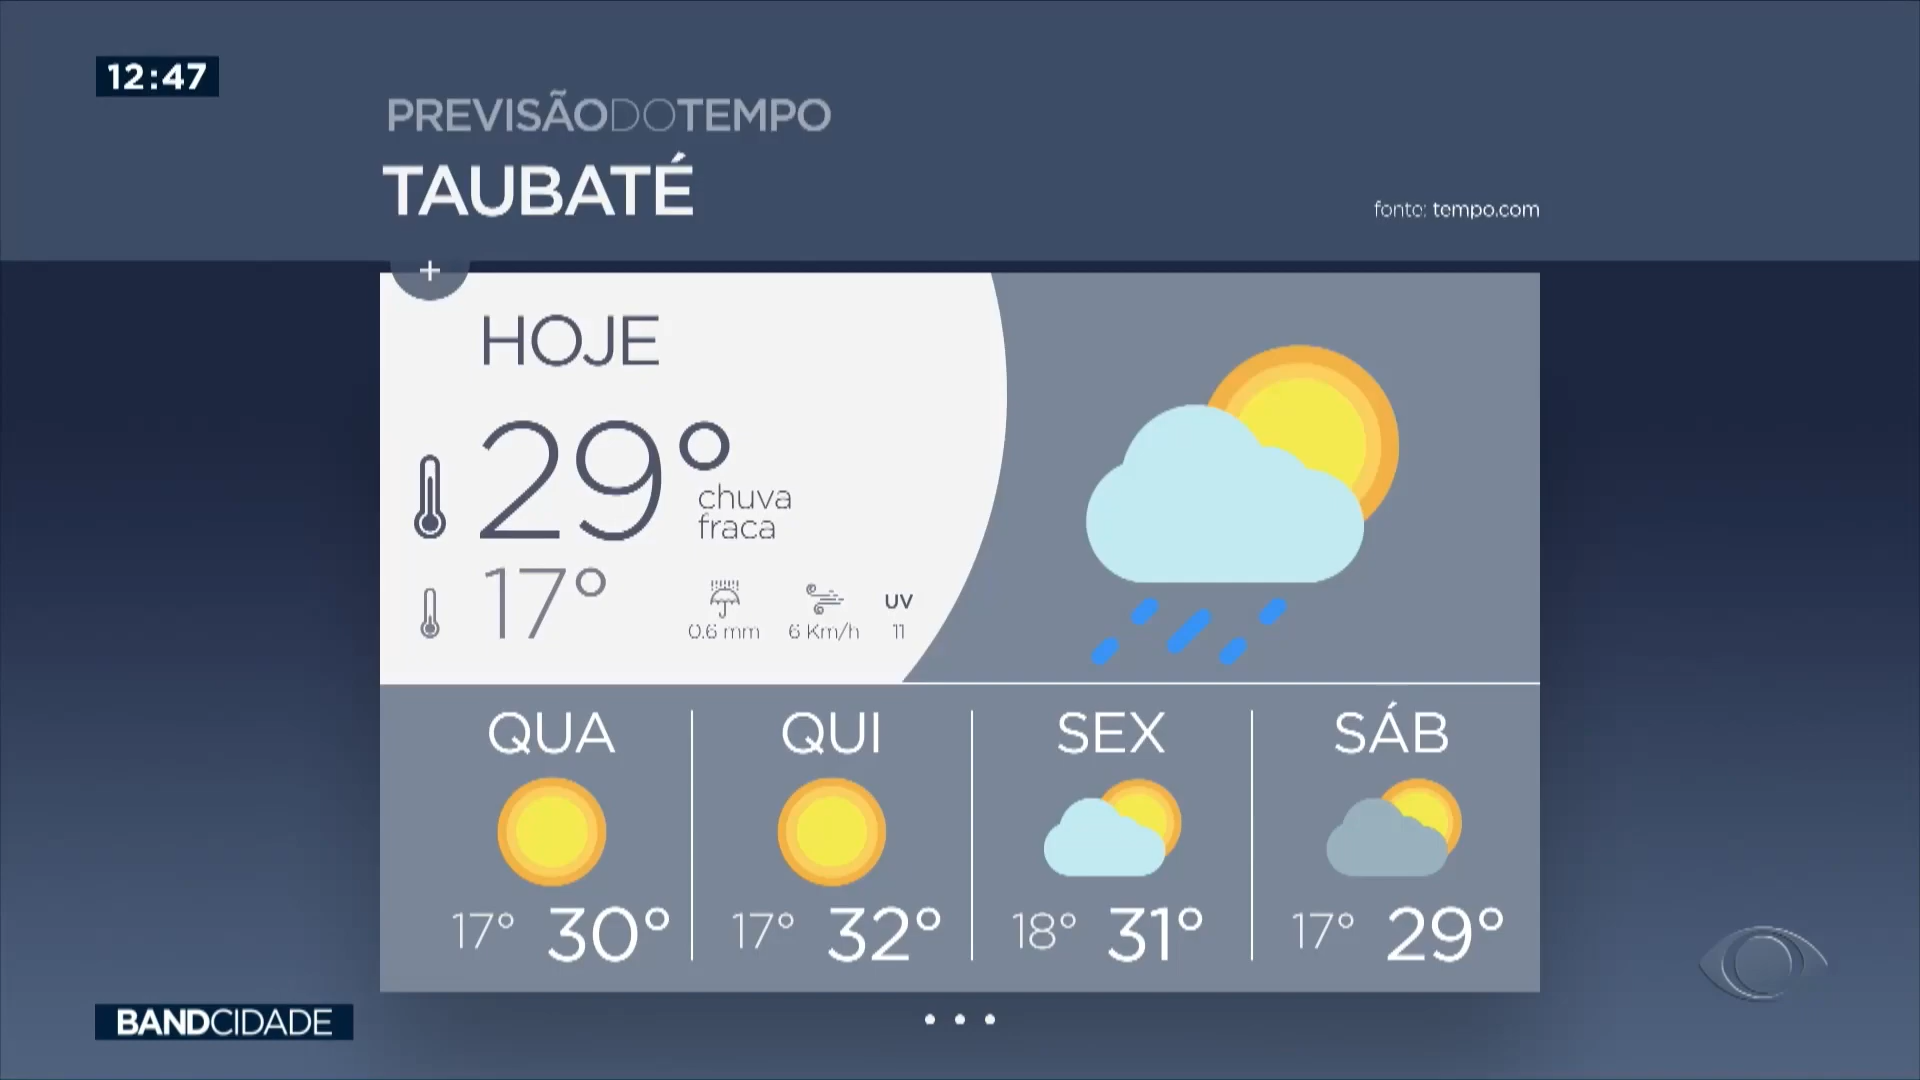 12:47
PREVISÃODOTEMPO
TAUBATÉ
fonte: tempo.com
+
HOJE
29°
chuva
fraca
17°
UV
0.6 mm 6 Km/h 11
QUA QUI SEX SÁB
17° 30° 17° 32° 18° 31° 17° 29°
BANDCIDADE